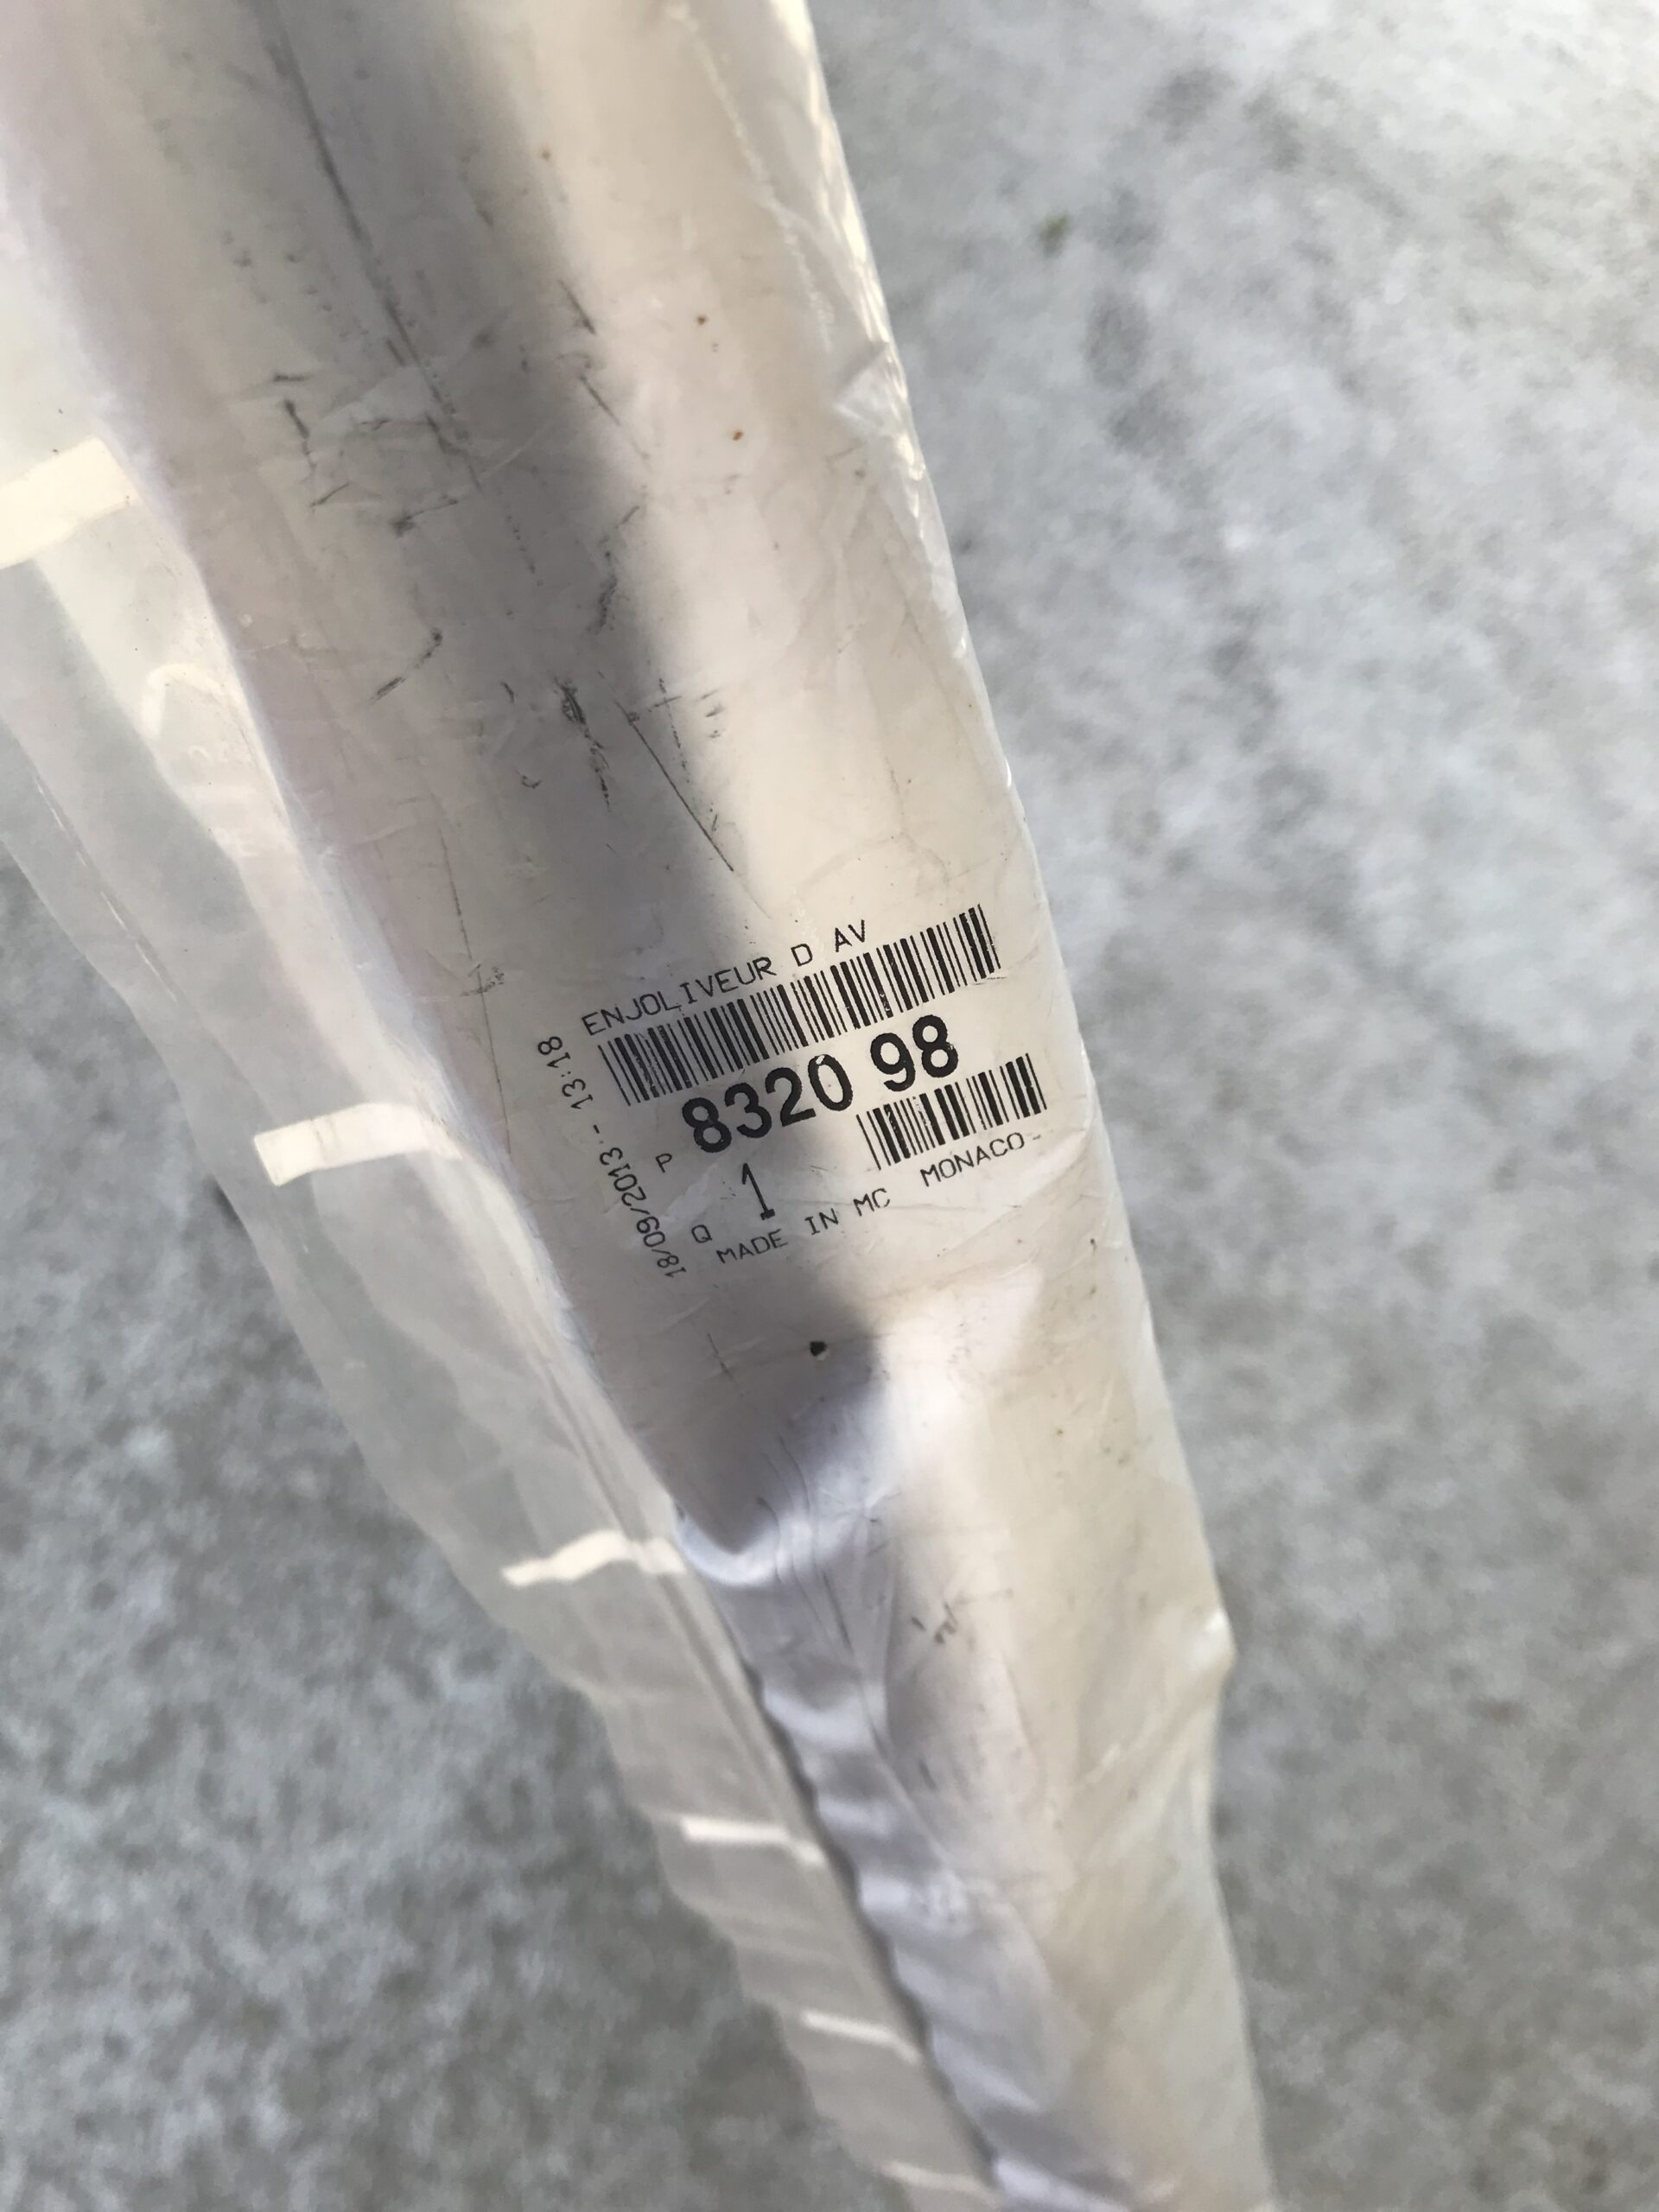 ENJOLIVEUR D AV
P 8320 98
Q 1
MADE IN MC MONACO
18/09/2013 - 13:18